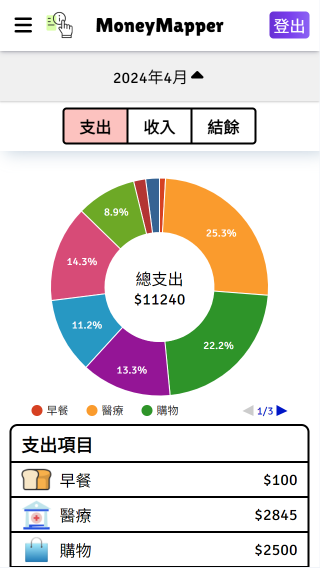 MoneyMapper
登出
2024年4月
支出
收入
結餘
8.9%
25.3%
14.3%
總支出
$11240
11.2%
22.2%
13.3%
早餐
醫療
購物
1/3
支出項目
早餐
$100
醫療
$2845
購物
$2500